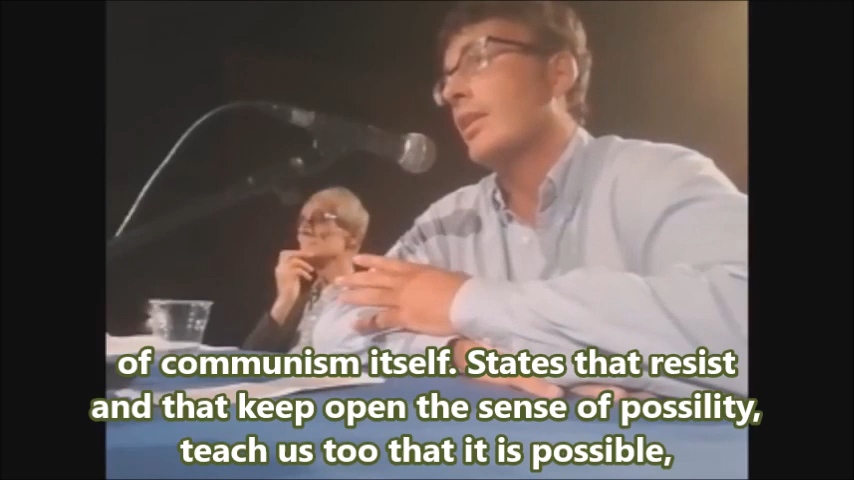 of communism itself. States that resist
and that keep open the sense of possility,
teach us too that it is possible,